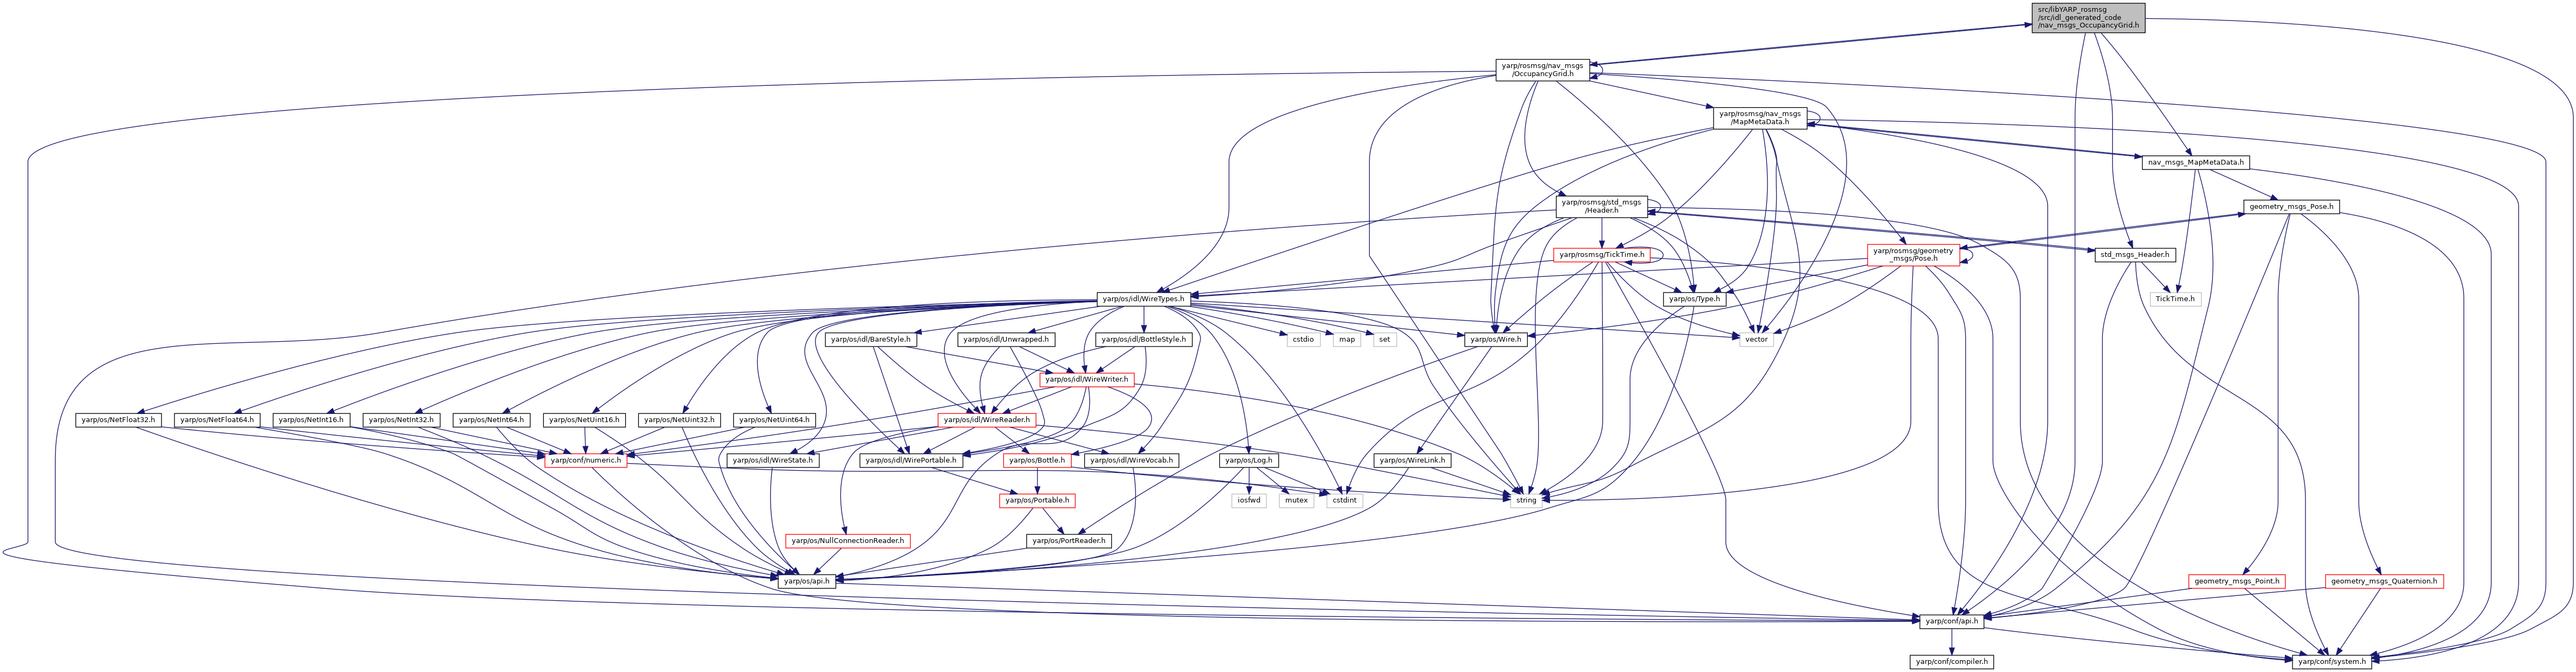 src/libYARP_rosmsg
/src/idl_generated_code
/nav_msgs_OccupancyGrid.h
yarp/rosmsg/nav_msgs
/OccupancyGrid.h
yarp/rosmsg/nav_msgs
/MapMetaData.h
nav_msgs_MapMetaData.h
yarp/rosmsg/std_msgs
/Header.h
geometry_msgs_Pose.h
yarp/rosmsg/TickTime.h
yarp/rosmsg/geometry
_msgs/Pose.h
std_msgs_Header.h
yarp/os/idl/WireTypes.h
yarp/os/Type.h
TickTime.h
yarp/os/idl/BareStyle.h
yarp/os/idl/Unwrapped.h
yarp/os/idl/BottleStyle.h
cstdio
map
set
yarp/os/Wire.h
vector
yarp/os/idl/WireWriter.h
yarp/os/NetFloat32.h
yarp/os/NetFloat64.h
yarp/os/NetInt16.h
yarp/os/NetInt32.h
yarp/os/NetInt64.h
yarp/os/NetUint16.h
yarp/os/NetUint32.h
yarp/os/NetUint64.h
yarp/os/idl/WireReader.h
yarp/conf/numeric.h
yarp/os/idl/WireState.h
yarp/os/idl/WirePortable.h
yarp/os/Bottle.h
yarp/os/idl/WireVocab.h
yarp/os/Log.h
yarp/os/WireLink.h
yarp/os/Portable.h
iosfwd
mutex
cstdint
string
yarp/os/NullConnectionReader.h
yarp/os/PortReader.h
yarp/os/api.h
geometry_msgs_Point.h
geometry_msgs_Quaternion.h
yarp/conf/api.h
yarp/conf/compiler.h
yarp/conf/system.h